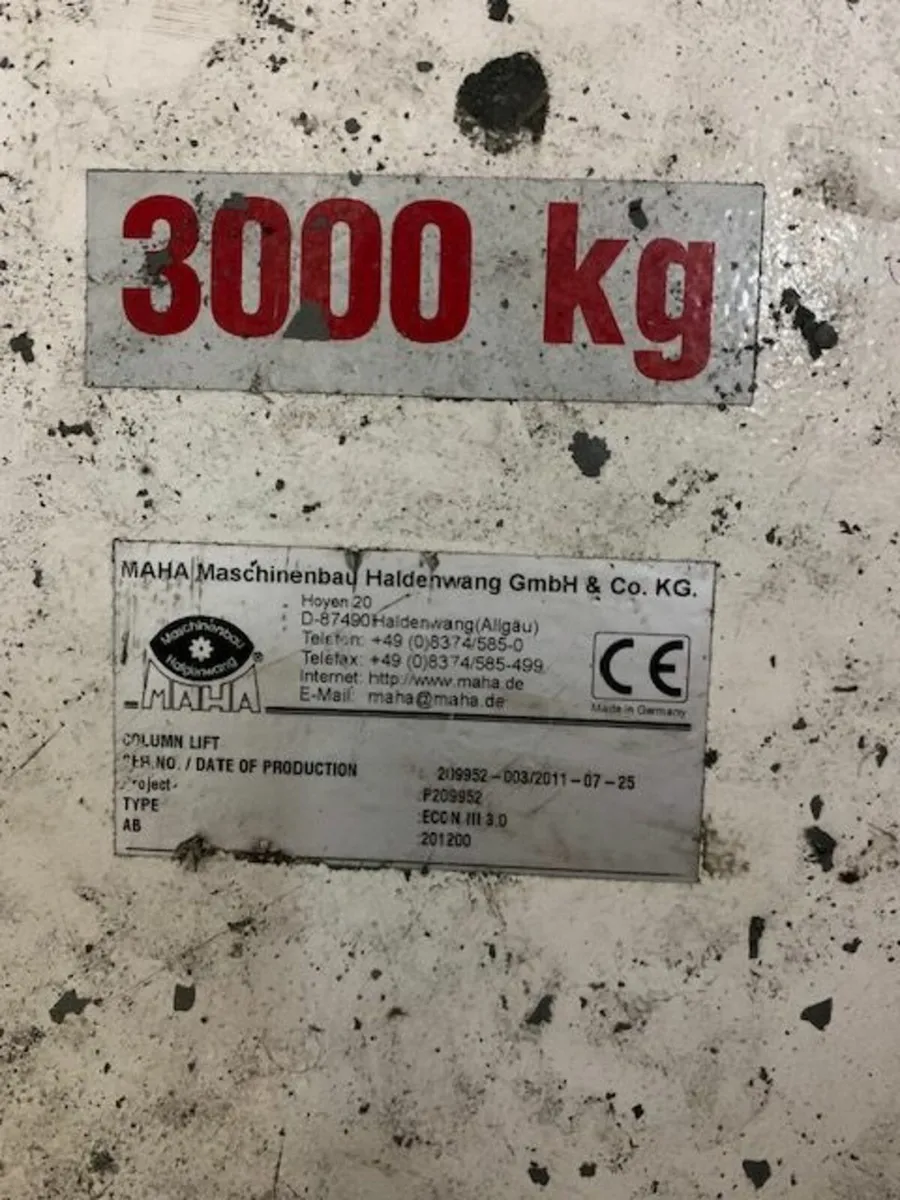 3000 kg
MAHA Maschinenbau Haldenwang GmbH & Co. KG.
Hoyen 20
D-87490 Haldenwang(Allgäu)
Telefon: +49 (0)8374/585-0
Telefax: +49 (0)8374/585-499
Internet: http://www.maha.de
E-Mail: maha@maha.de
Maschinenbau
Haldenwang
MAHA®
CE
Made in Germany
COLUMN LIFT
SER.NO. / DATE OF PRODUCTION 209952-003/2011-07-25
Project- P209952
TYPE ECON III 3.0
AB 201200